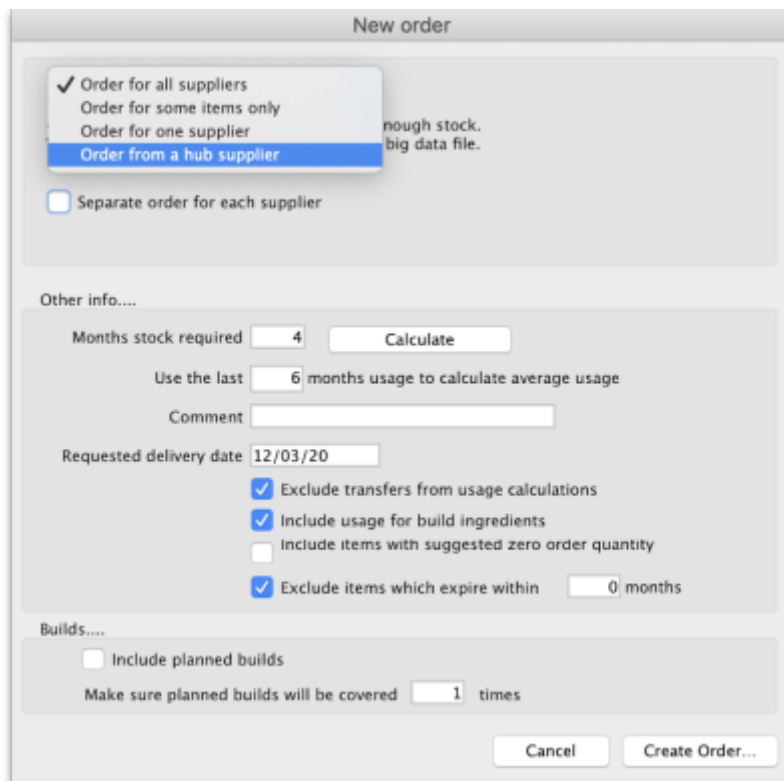 New order
✓ Order for all suppliers
Order for some items only
nough stock.
Order for one supplier
big data file.
Order from a hub supplier
Separate order for each supplier
Other info....
Months stock required 4 Calculate
Use the last 6 months usage to calculate average usage
Comment
Requested delivery date 12/03/20
Exclude transfers from usage calculations
Include usage for build ingredients
Include items with suggested zero order quantity
Exclude items which expire within 0 months
Builds....
Include planned builds
Make sure planned builds will be covered 1 times
Cancel Create Order...